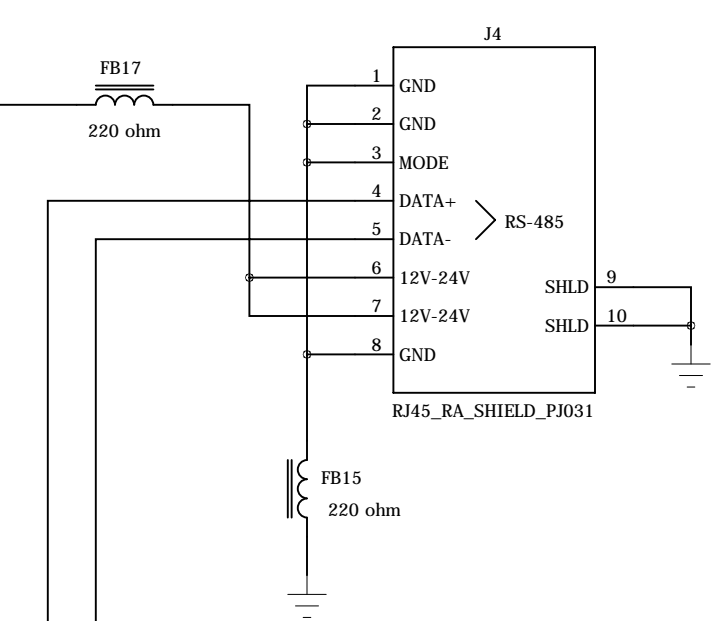 J4
FB17
220 ohm
1 GND
2 GND
3 MODE
4 DATA+
5 DATA-
RS-485
6 12V-24V
7 12V-24V
8 GND
SHLD 9
SHLD 10
RJ45_RA_SHIELD_PJ031
FB15
220 ohm